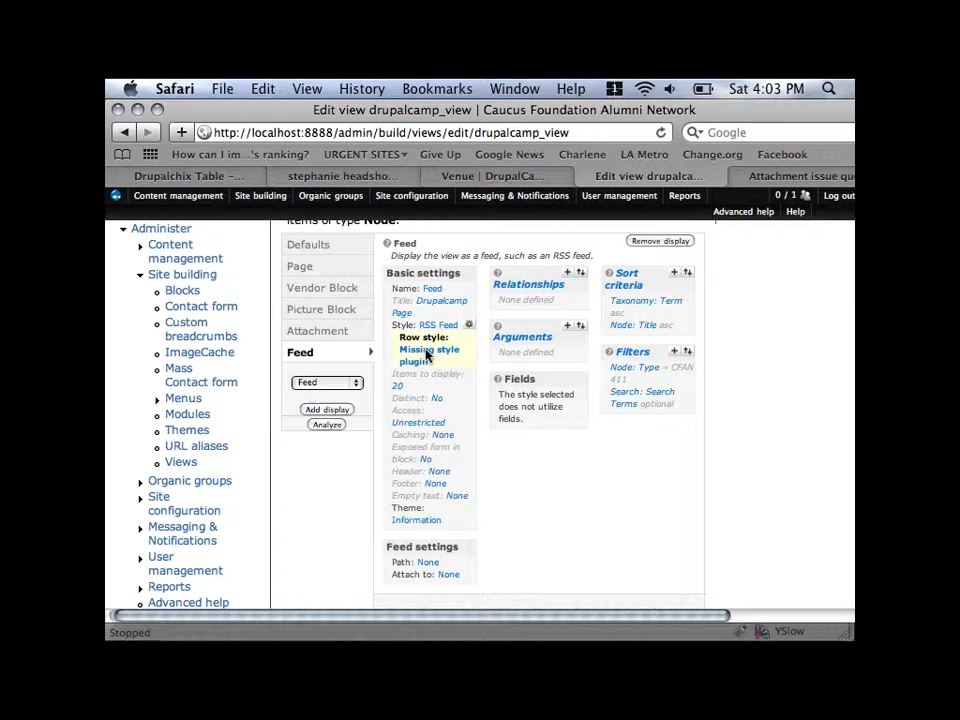 Safari File Edit View History Bookmarks Window Help 1 Sat 4:03 PM
Edit view drupalcamp_view | Caucus Foundation Alumni Network
http://localhost:8888/admin/build/views/edit/drupalcamp_view
Google
How can I im...'s ranking? URGENT SITES▾ Give Up Google News Charlene LA Metro Change.org Facebook
Drupalchix Table –... stephanie headsho... Venue | DrupalCa... Edit view drupalca... Attachment issue qu
Content management Site building Organic groups Site configuration Messaging & Notifications User management Reports 0 / 1 Log out
Advanced help Help
items of type Node.
Administer
Content
management
Site building
Blocks
Contact form
Custom
breadcrumbs
ImageCache
Mass
Contact form
Menus
Modules
Themes
URL aliases
Views
Organic groups
Site
configuration
Messaging &
Notifications
User
management
Reports
Advanced help
Defaults
Page
Vendor Block
Picture Block
Attachment
Feed
Feed
Add display
Analyze
Feed
Remove display
Display the view as a feed, such as an RSS feed.
Basic settings
Name: Feed
Title: Drupalcamp
Page
Style: RSS Feed
Row style:
Missing style
plugin
Items to display:
20
Distinct: No
Access:
Unrestricted
Caching: None
Exposed form in
block: No
Header: None
Footer: None
Empty text: None
Theme:
Information
Feed settings
Path: None
Attach to: None
Relationships
None defined
Arguments
None defined
Fields
The style selected
does not utilize
fields.
Sort
criteria
Taxonomy: Term
asc
Node: Title asc
Filters
Node: Type = CFAN
411
Search: Search
Terms optional
Stopped
YSlow